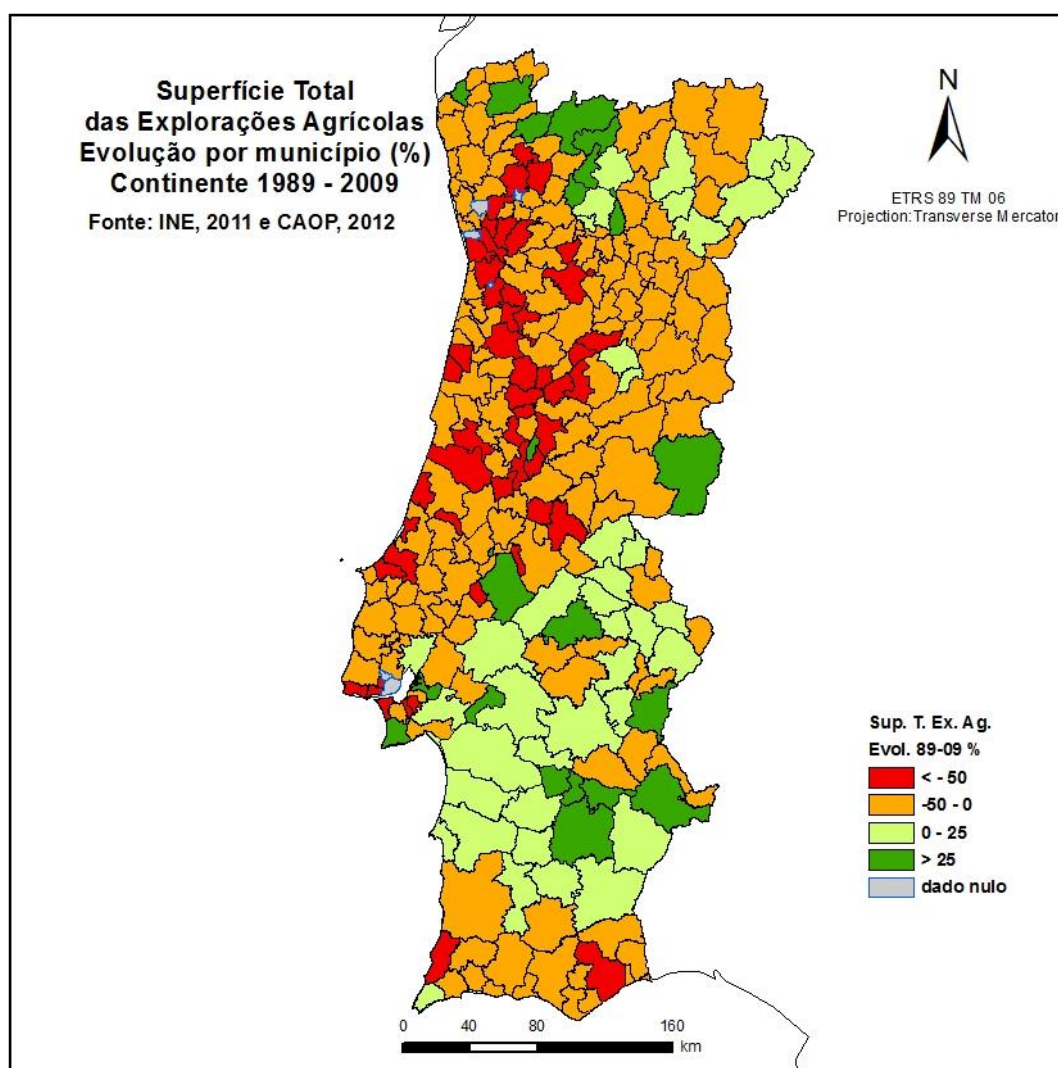 Superfície Total
das Explorações Agrícolas
Evolução por município (%)
Continente 1989 - 2009
Fonte: INE, 2011 e CAOP, 2012
N
ETRS 89 TM 06
Projection: Transverse Mercator
Sup. T. Ex. Ag.
Evol. 89-09 %
< - 50
-50 - 0
0 - 25
> 25
dado nulo
0 40 80 160
km